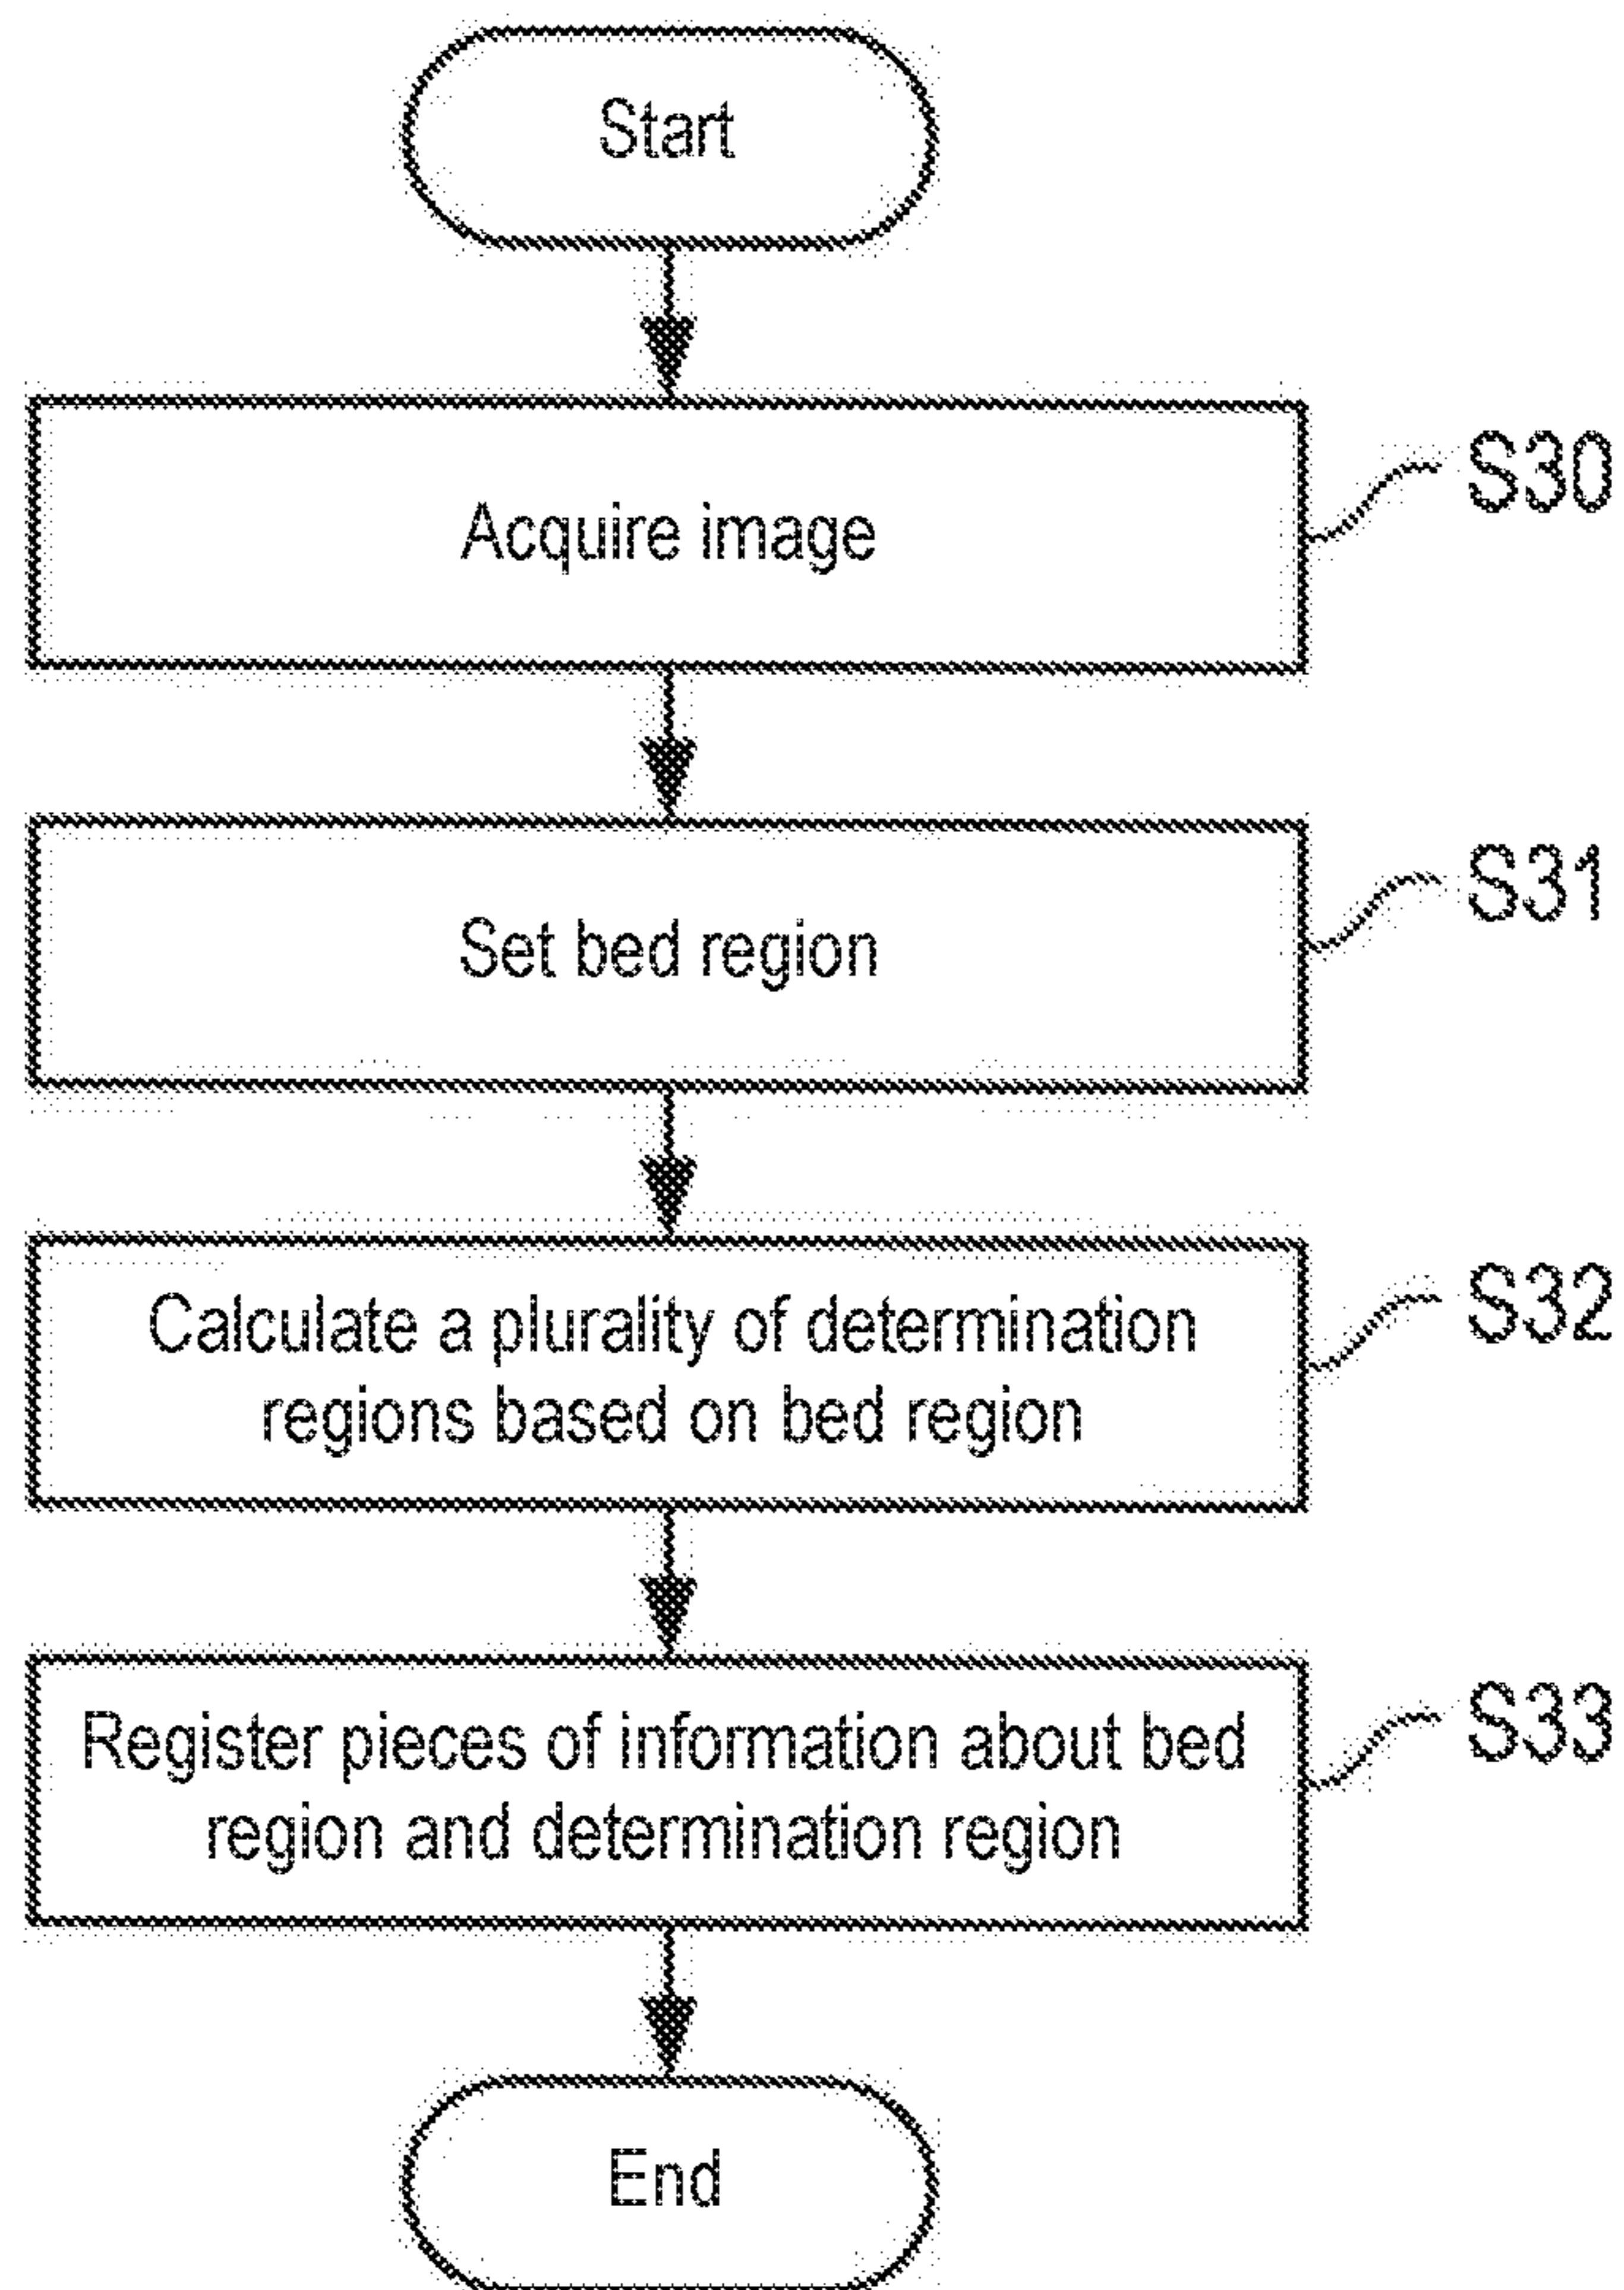 Start
Acquire image
S30
Set bed region
S31
Calculate a plurality of determination
regions based on bed region
S32
Register pieces of information about bed
region and determination region
S33
End